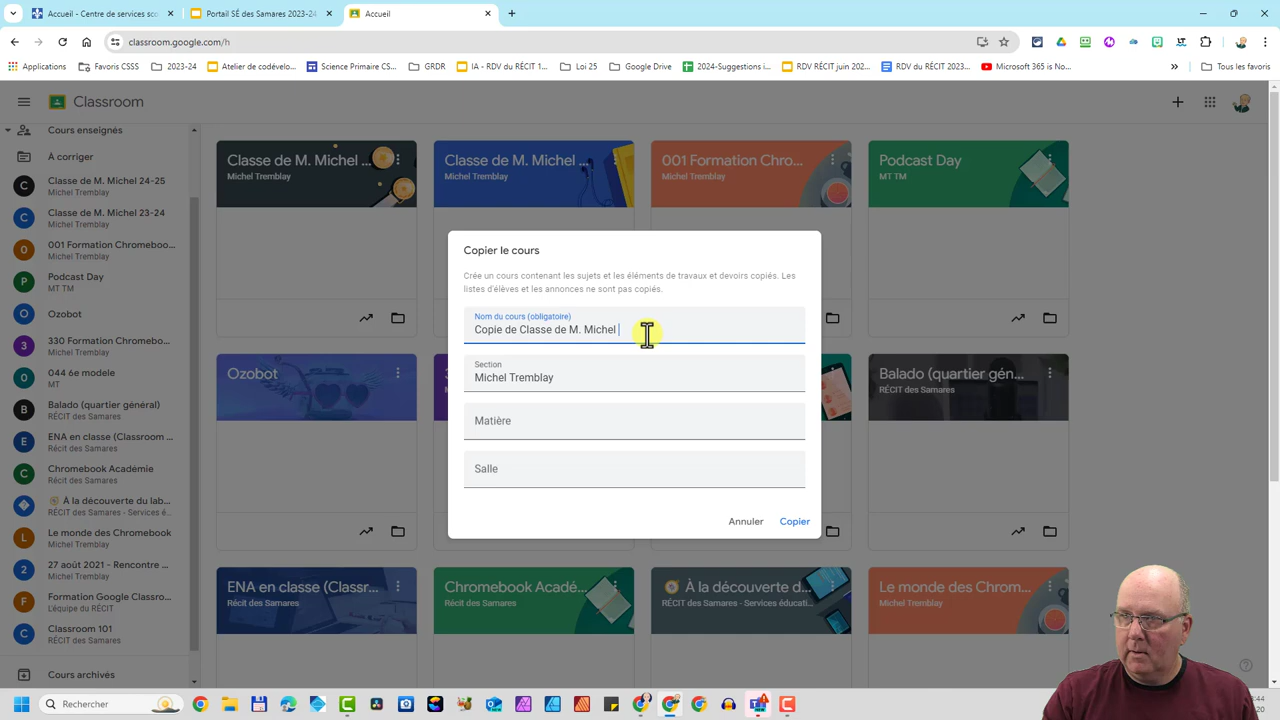 Accueil - Centre de services sco
Portail SÉ des Samares 2023-24
Accueil
classroom.google.com/h
Applications
Favoris CSSS
2023-24
Atelier de codévelo...
Science Primaire CS...
GRDR
IA - RDV du RÉCIT 1...
Loi 25
Google Drive
2024-Suggestions i...
RDV RÉCIT juin 202...
RDV du RÉCIT 2023...
Microsoft 365 is No...
»
Tous les favoris
Classroom
Cours enseignés
À corriger
C
Classe de M. Michel 24-25
Michel Tremblay
C
Classe de M. Michel 23-24
Michel Tremblay
0
001 Formation Chromeboo...
Michel Tremblay
P
Podcast Day
MT TM
O
Ozobot
3
330 Formation Chromebo...
Michel Tremblay
0
044 6e modele
MT
B
Balado (quartier général)
RÉCIT des Samares
E
ENA en classe (Classroom ...
Récit des Samares
C
Chromebook Académie
Récit des Samares
À la découverte du lab...
RÉCIT des Samares - Services é...
L
Le monde des Chromebook
Michel Tremblay
2
27 août 2021 - Rencontre ...
Michel Tremblay
F
Formation Google Classro...
L'équipe du RÉCIT
C
Classroom 101
RÉCIT des Samares
Cours archivés
Classe de M. Michel ...
Michel Tremblay
Classe de M. Michel ...
Michel Tremblay
001 Formation Chro...
Michel Tremblay
Podcast Day
MT TM
Copier le cours
Crée un cours contenant les sujets et les éléments de travaux et devoirs copiés. Les
listes d'élèves et les annonces ne sont pas copiés.
Nom du cours (obligatoire)
Copie de Classe de M. Michel
Section
Michel Tremblay
Matière
Salle
Annuler
Copier
Ozobot
3
Balado (quartier gén...
RÉCIT des Samares
ENA en classe (Classr...
Récit des Samares
Chromebook Acadé...
Récit des Samares
À la découverte d...
RÉCIT des Samares - Services éducati...
Le monde des Chrom...
Michel Tremblay
Rechercher